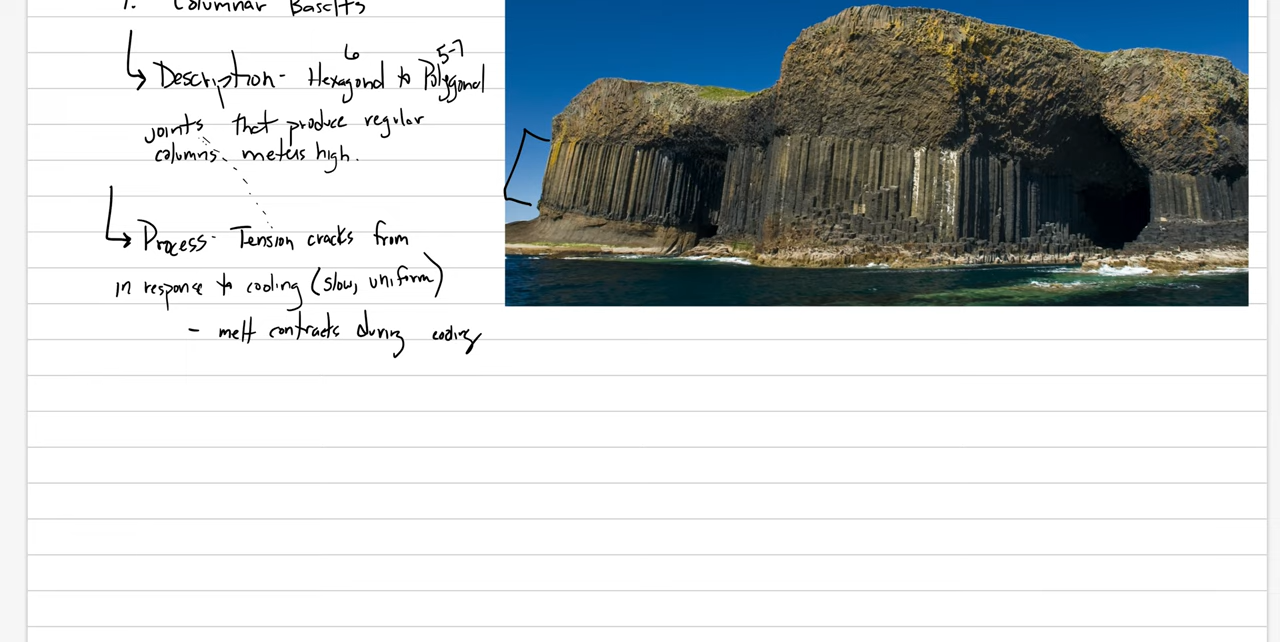 1. Columnar Basalts
6 5-7
Description - Hexagonal to Polygonal
joints that produce regular
columns. meters high.
Process - Tension cracks from
in response to cooling (slow, uniform)
- melt contracts during cooling